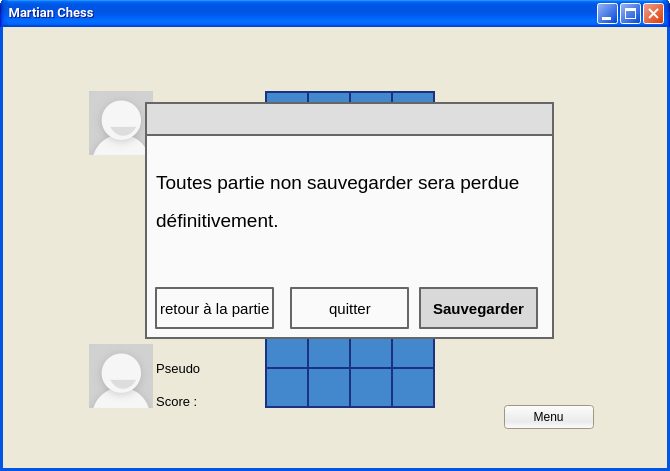 Martian Chess
Toutes partie non sauvegarder sera perdue
définitivement.
retour à la partie
quitter
Sauvegarder
Pseudo
Score :
Menu